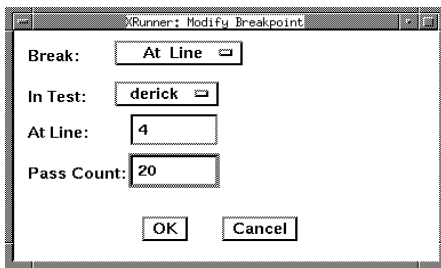 XRunner: Modify Breakpoint
Break: At Line
In Test: derick
At Line: 4
Pass Count: 20
OK Cancel